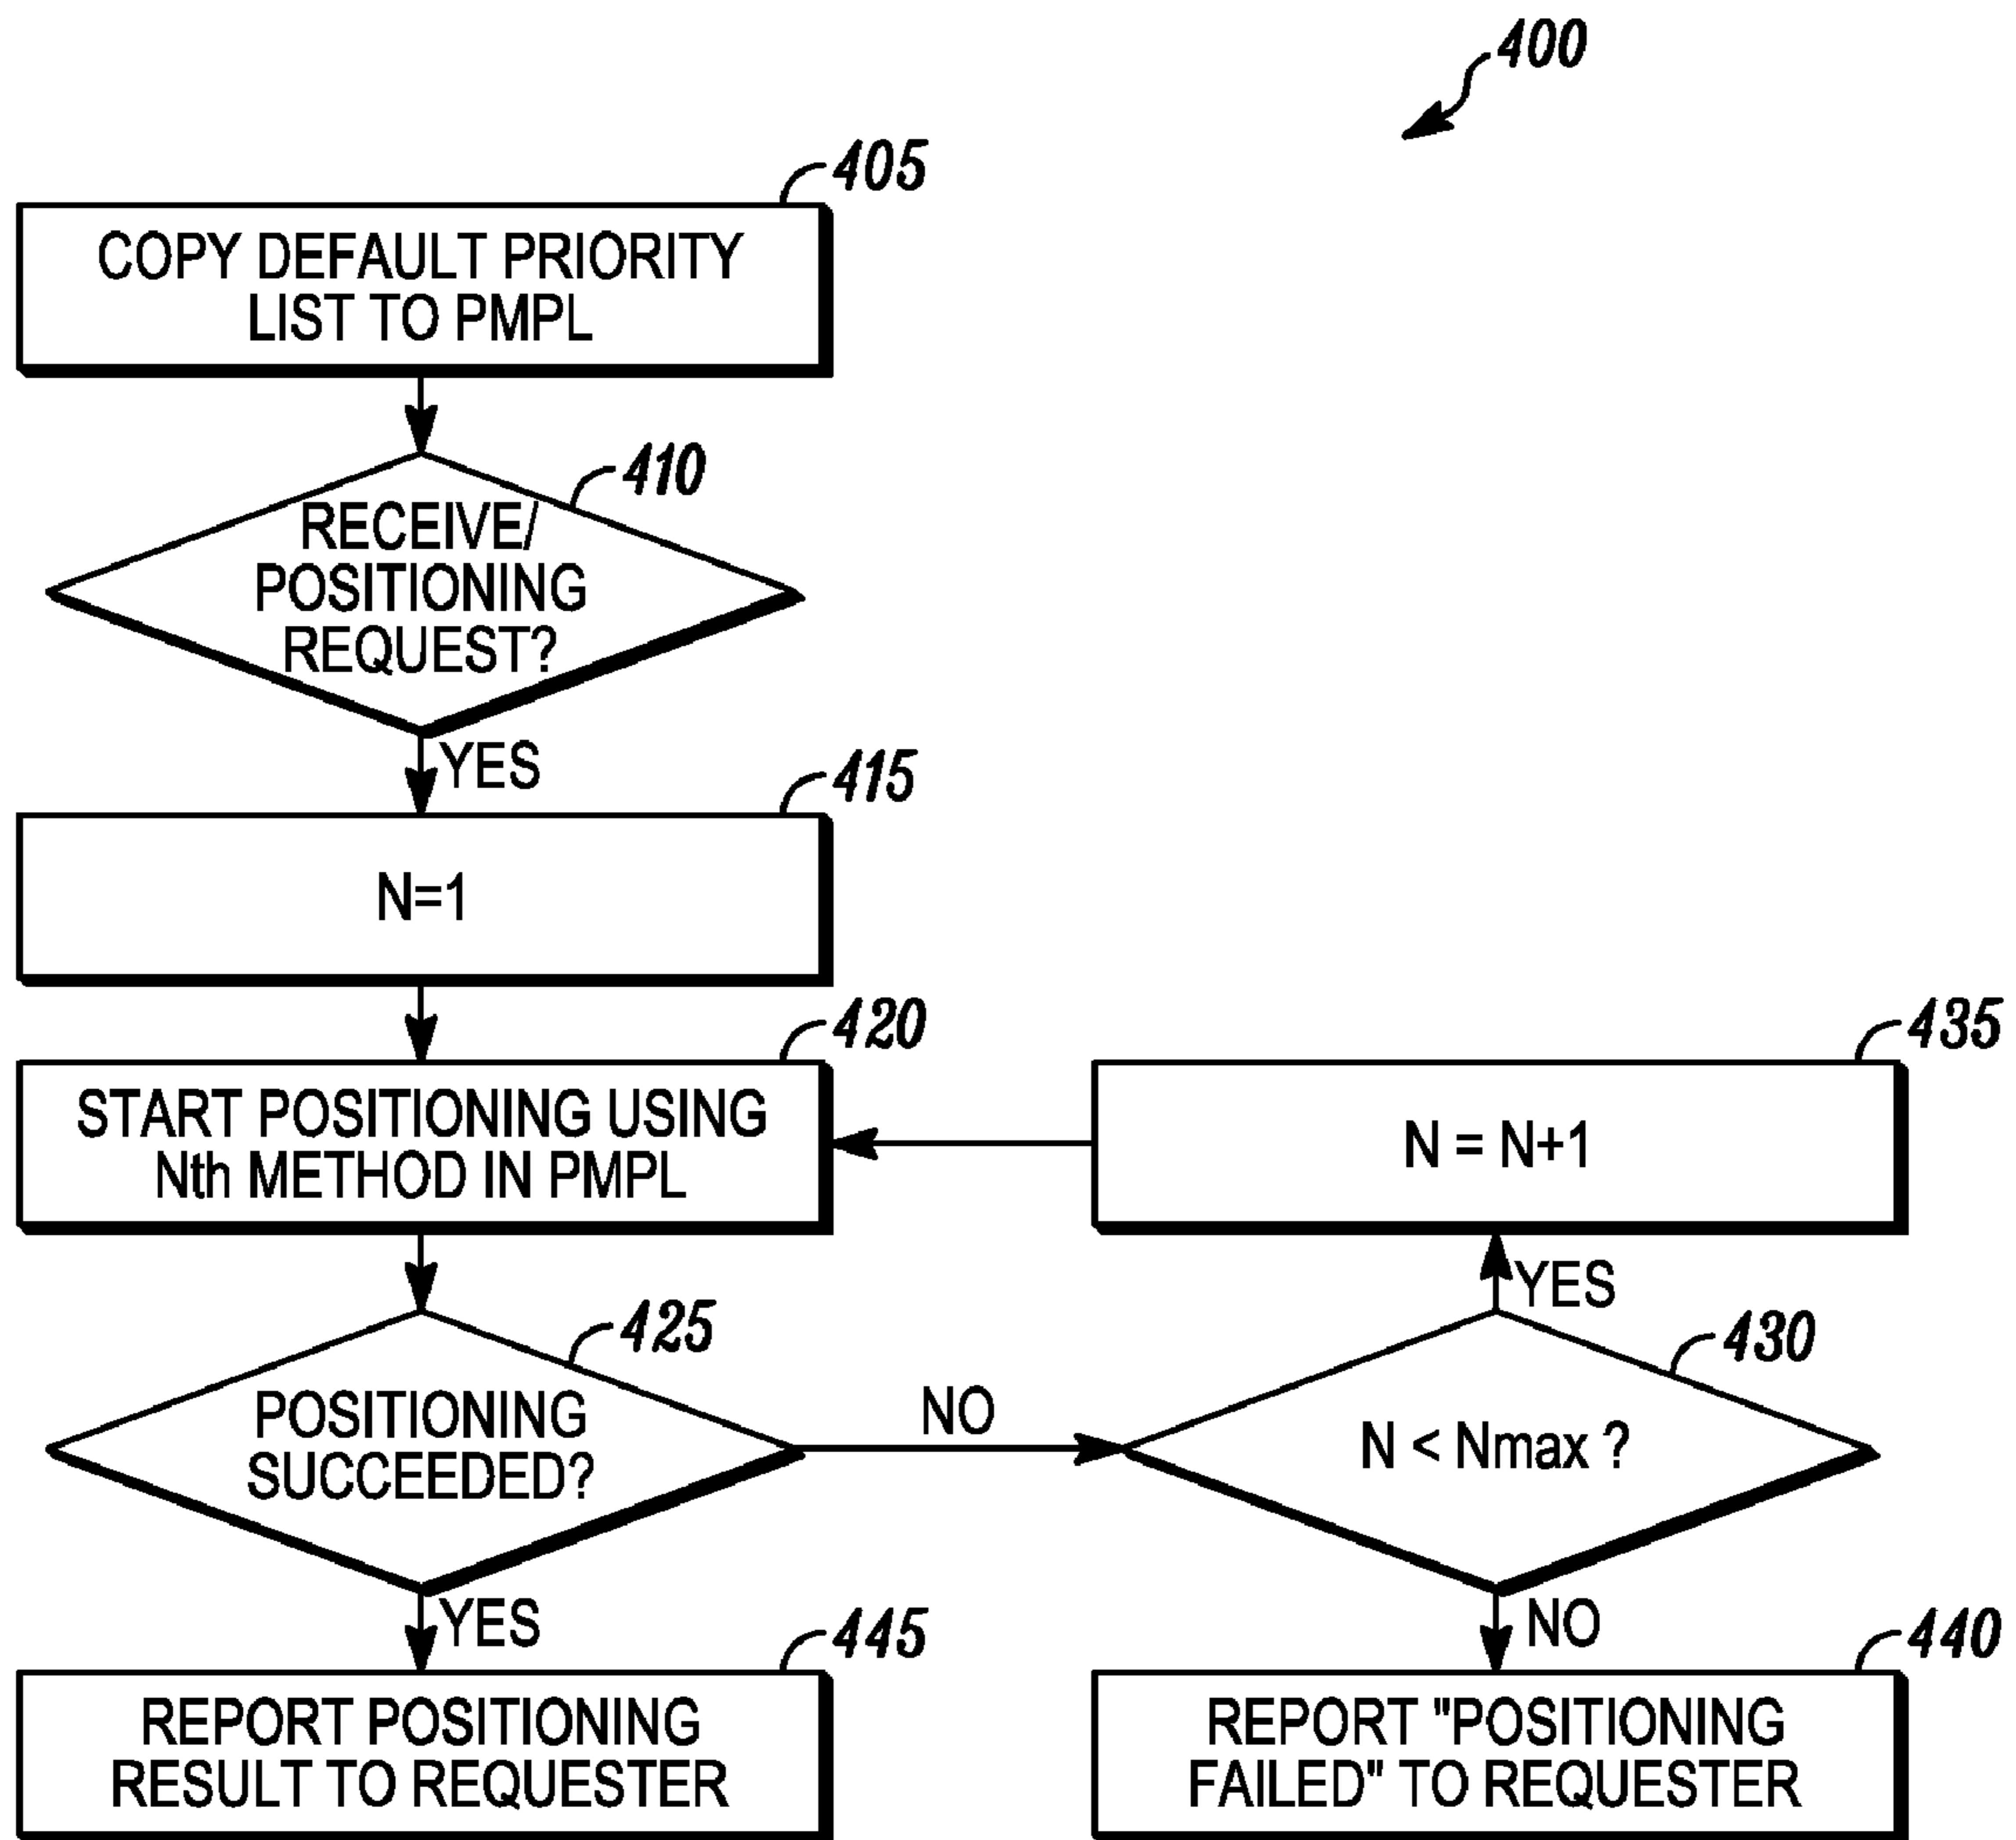 400
405
COPY DEFAULT PRIORITY
LIST TO PMPL
410
RECEIVE/
POSITIONING
REQUEST?
YES
415
N=1
420
START POSITIONING USING
Nth METHOD IN PMPL
435
N = N+1
YES
425
POSITIONING
SUCCEEDED?
NO
430
N < Nmax ?
YES
445
REPORT POSITIONING
RESULT TO REQUESTER
NO
440
REPORT "POSITIONING
FAILED" TO REQUESTER